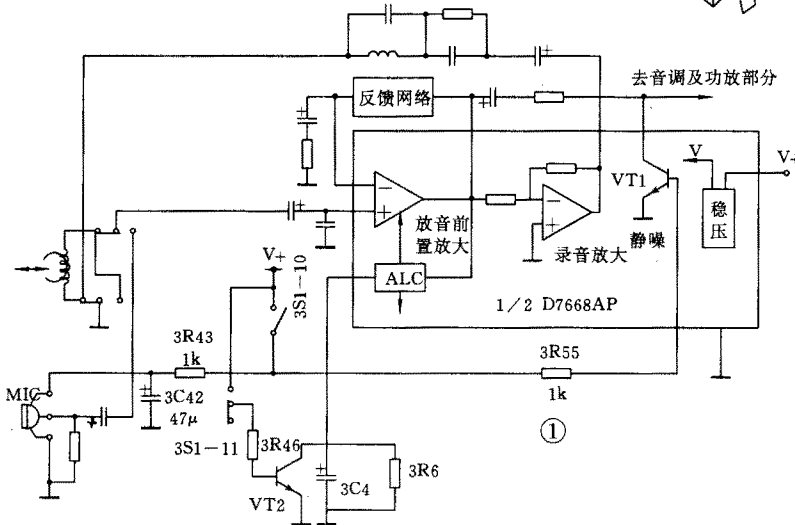 去音调及功放部分
反馈网络
V
V+
VT1
稳压
静噪
放音前置放大
录音放大
ALC
1/2 D7668AP
V+
3S1-10
3R43
1k
3R55
1k
MIC
3C42
47μ
3S1-11
3R46
3C4
3R6
VT2
①